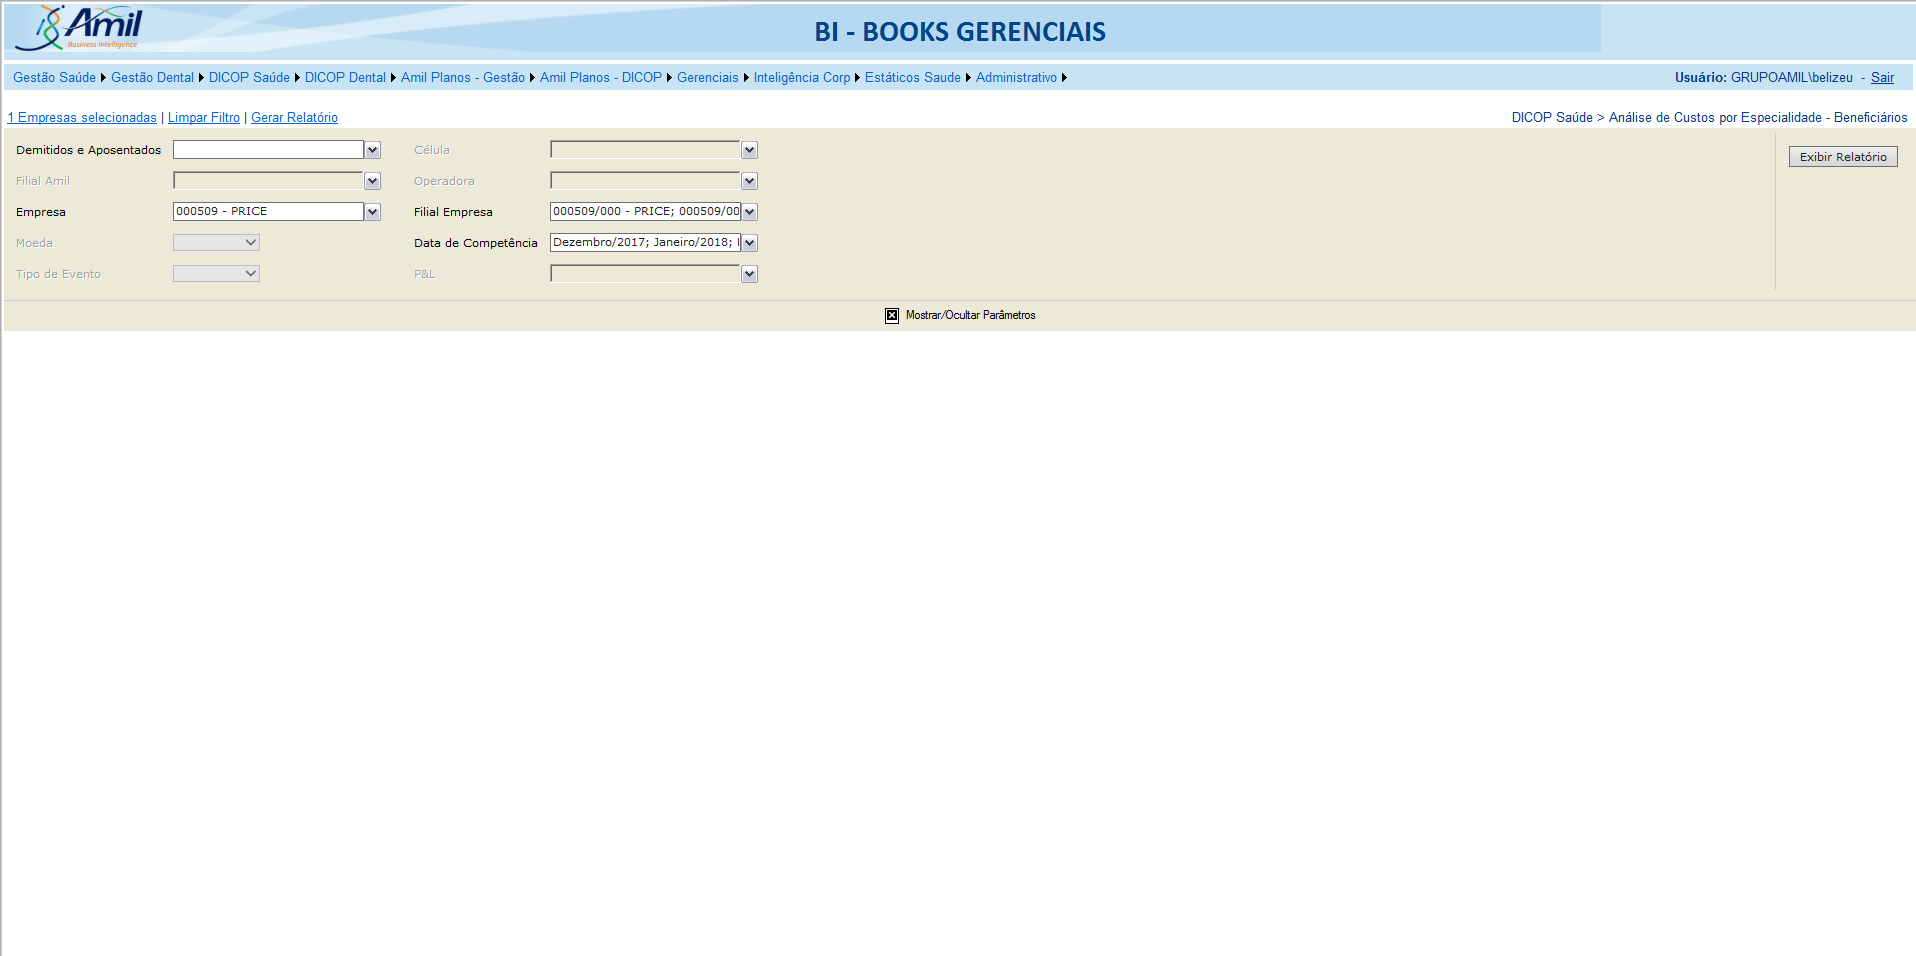 Amil
Business Intelligence
BI - BOOKS GERENCIAIS
Gestão Saúde Gestão Dental DICOP Saúde DICOP Dental Amil Planos - Gestão Amil Planos - DICOP Gerenciais Inteligência Corp Estáticos Saude Administrativo Usuário: GRUPOAMIL\belizeu - Sair
1 Empresas selecionadas | Limpar Filtro | Gerar Relatório DICOP Saúde > Análise de Custos por Especialidade - Beneficiários
Demitidos e Aposentados Célula Exibir Relatório
Filial Amil Operadora
Empresa 000509 - PRICE Filial Empresa 000509/000 - PRICE; 000509/00
Moeda Data de Competência Dezembro/2017; Janeiro/2018;
Tipo de Evento P&L
Mostrar/Ocultar Parâmetros